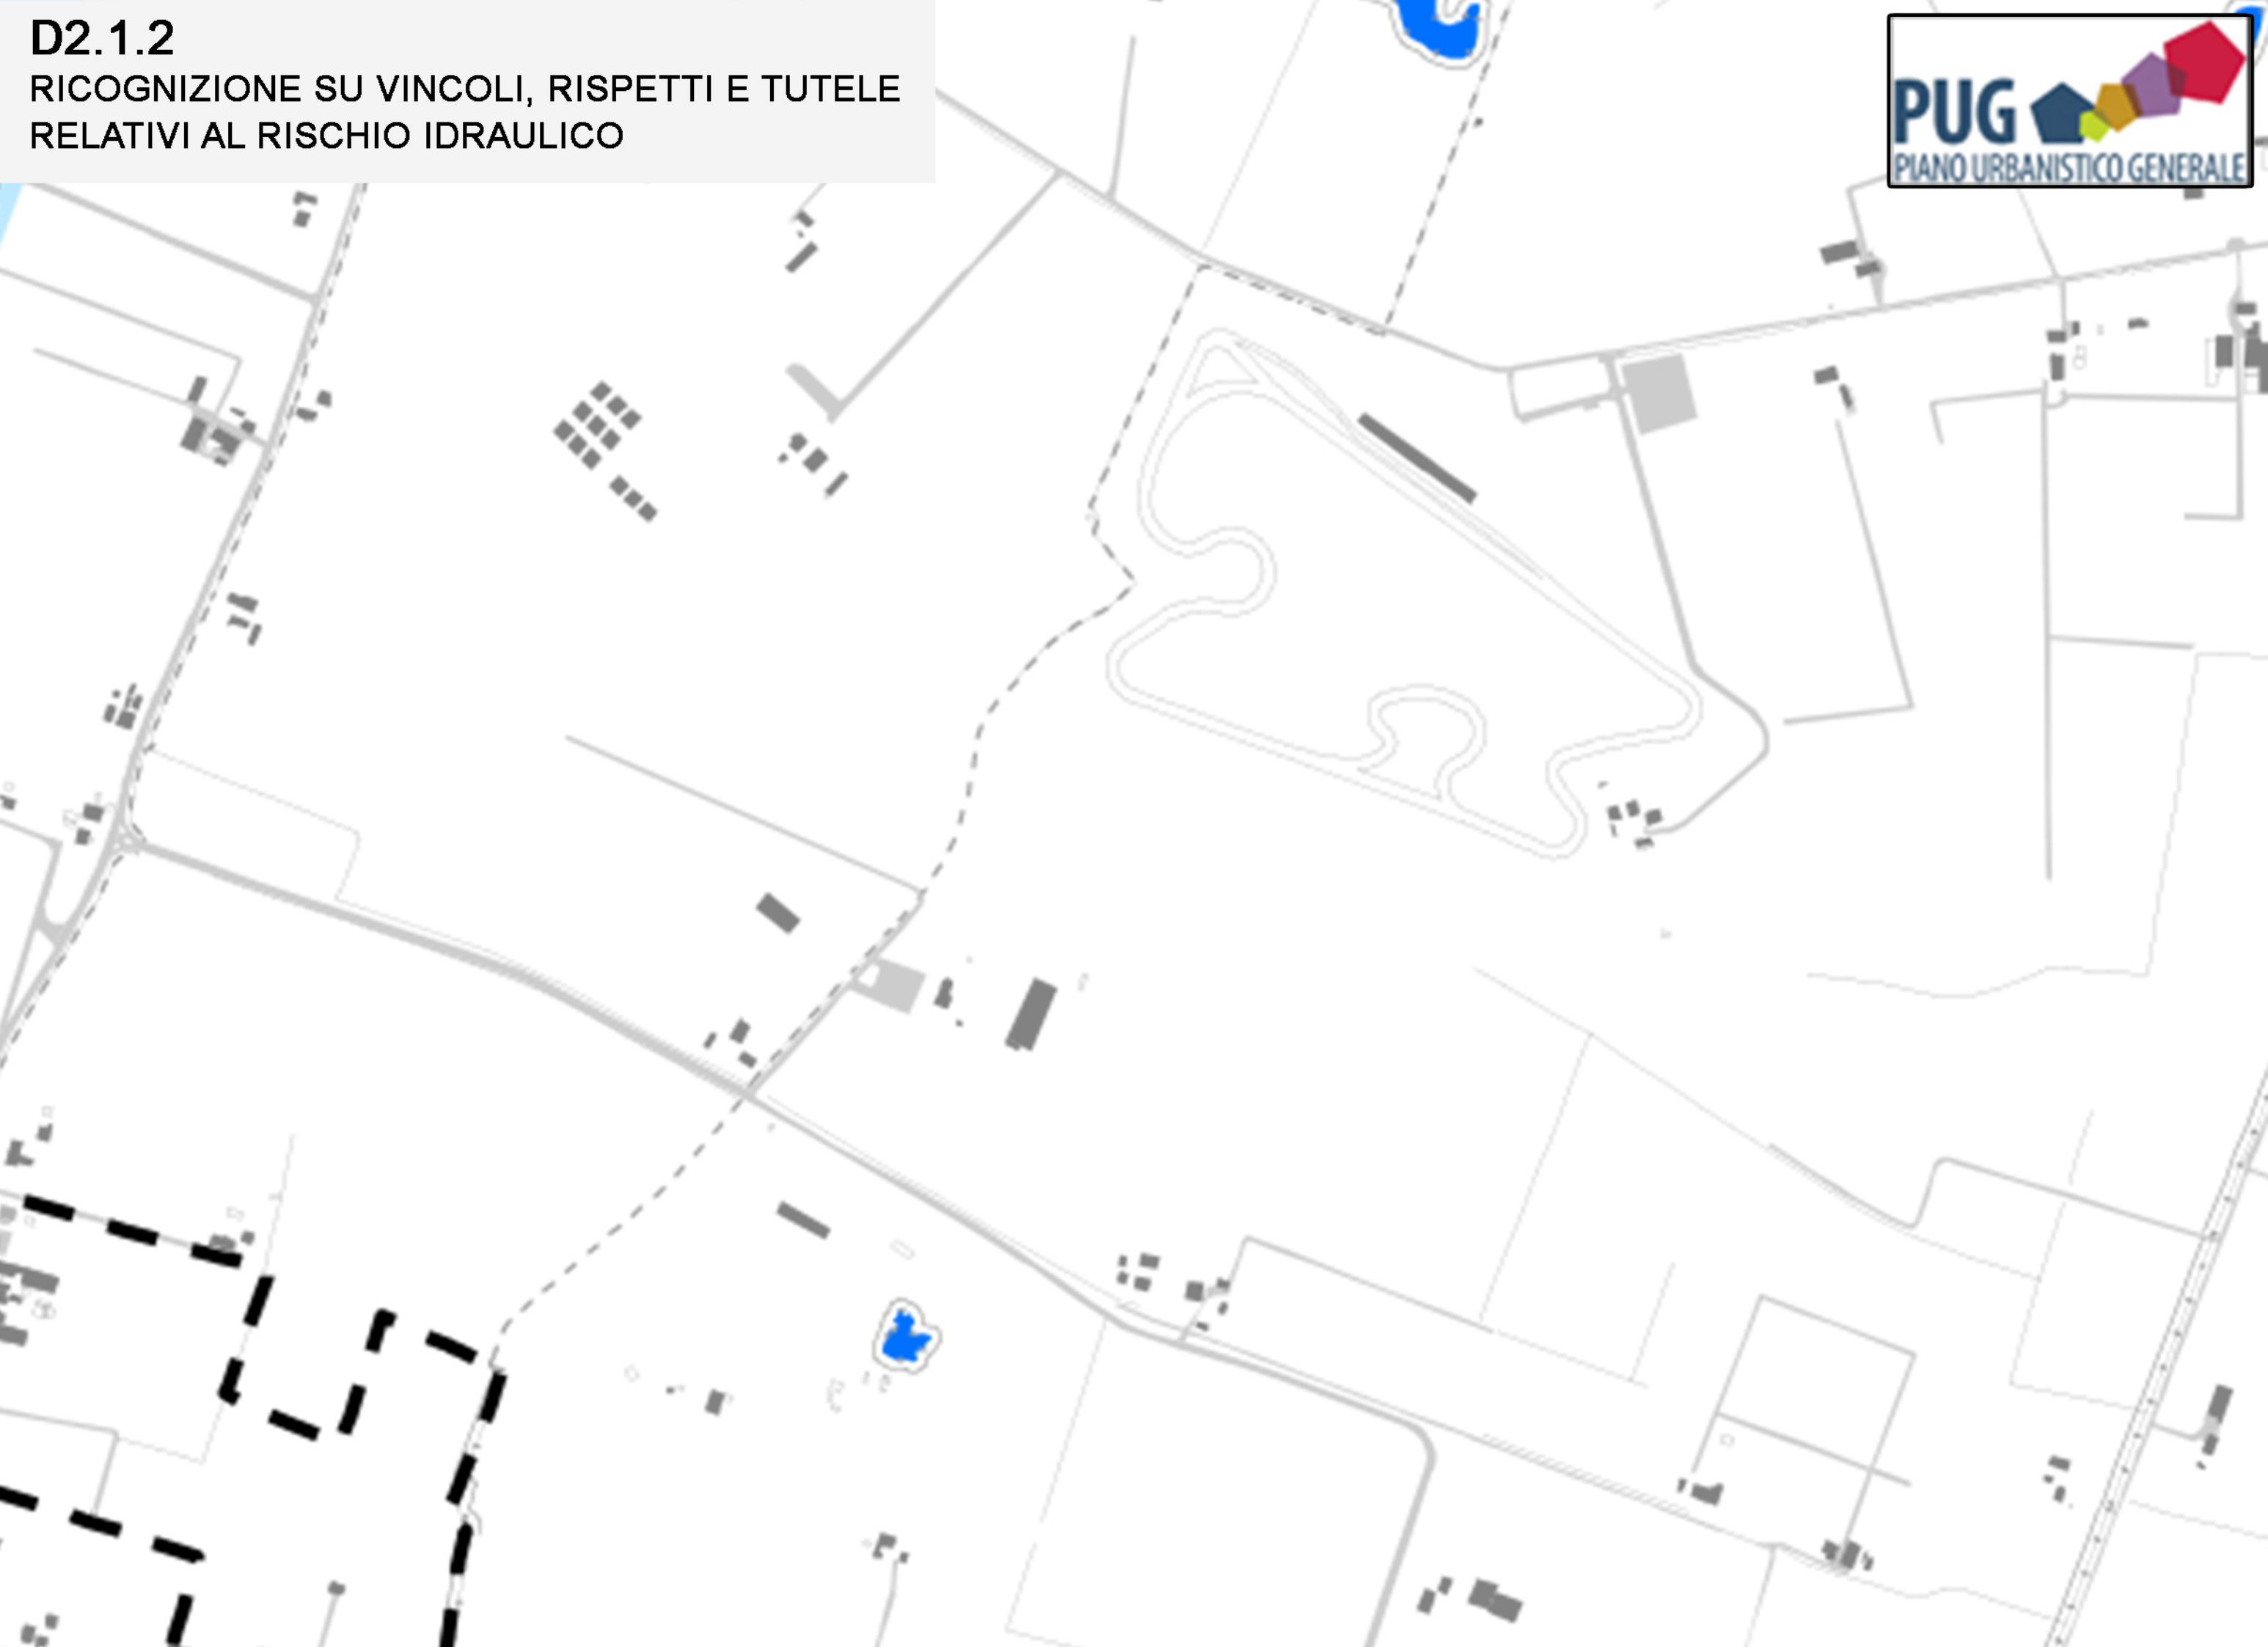 D2.1.2
RICOGNIZIONE SU VINCOLI, RISPETTI E TUTELE
RELATIVI AL RISCHIO IDRAULICO
PUG
PIANO URBANISTICO GENERALE